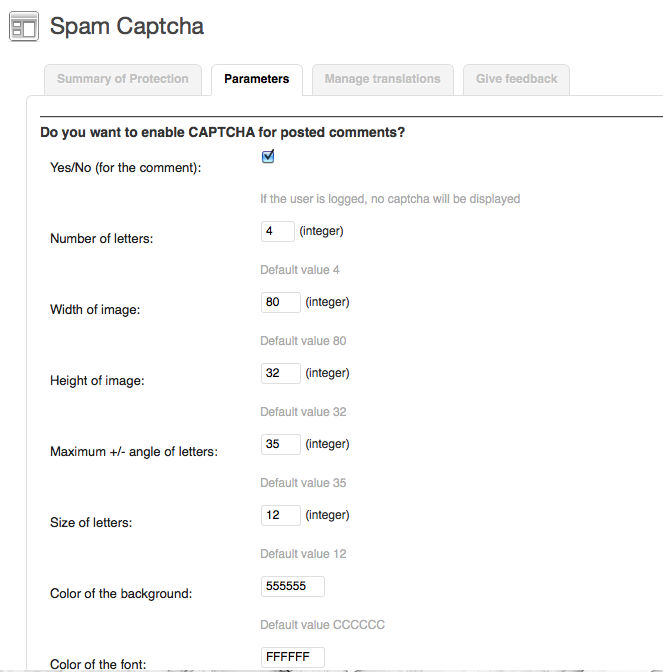 Spam Captcha
Summary of Protection Parameters Manage translations Give feedback
Do you want to enable CAPTCHA for posted comments?
Yes/No (for the comment):
If the user is logged, no captcha will be displayed
Number of letters: 4 (integer)
Default value 4
Width of image: 80 (integer)
Default value 80
Height of image: 32 (integer)
Default value 32
Maximum +/- angle of letters: 35 (integer)
Default value 35
Size of letters: 12 (integer)
Default value 12
Color of the background: 555555
Default value CCCCCC
Color of the font: FFFFFF